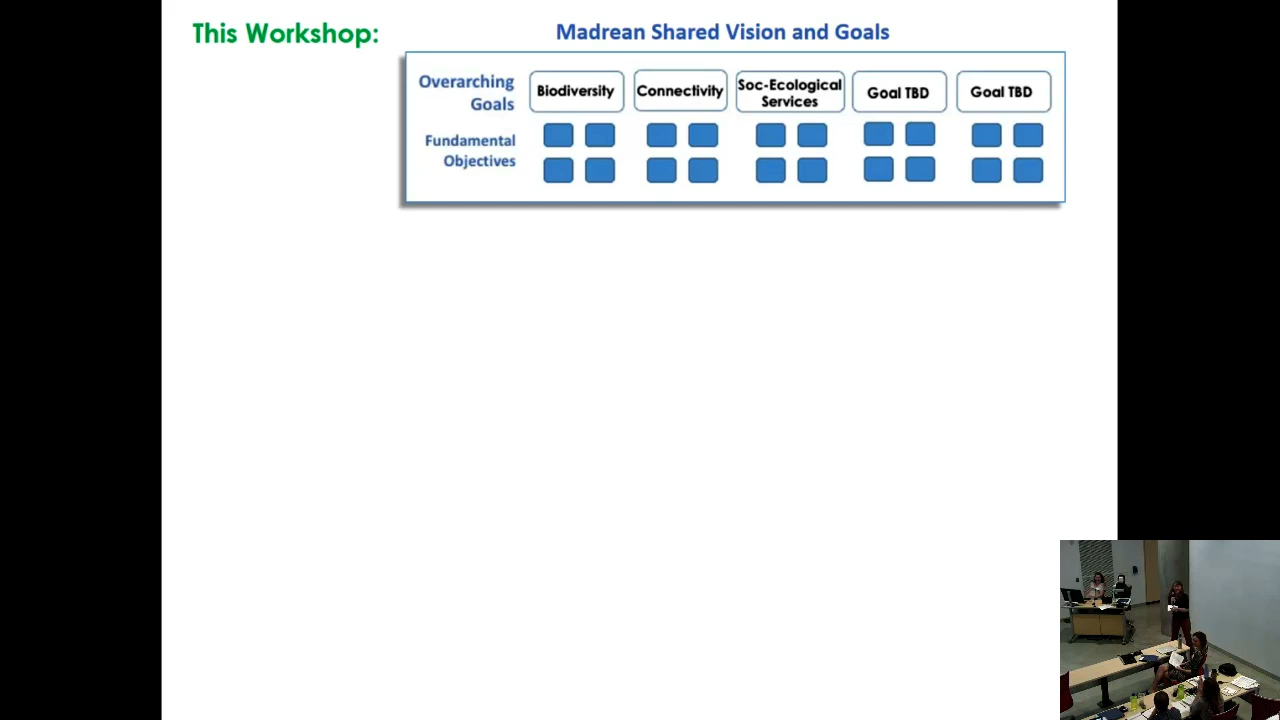 This Workshop:
Madrean Shared Vision and Goals
Overarching
Goals
Biodiversity
Connectivity
Soc-Ecological
Services
Goal TBD
Goal TBD
Fundamental
Objectives